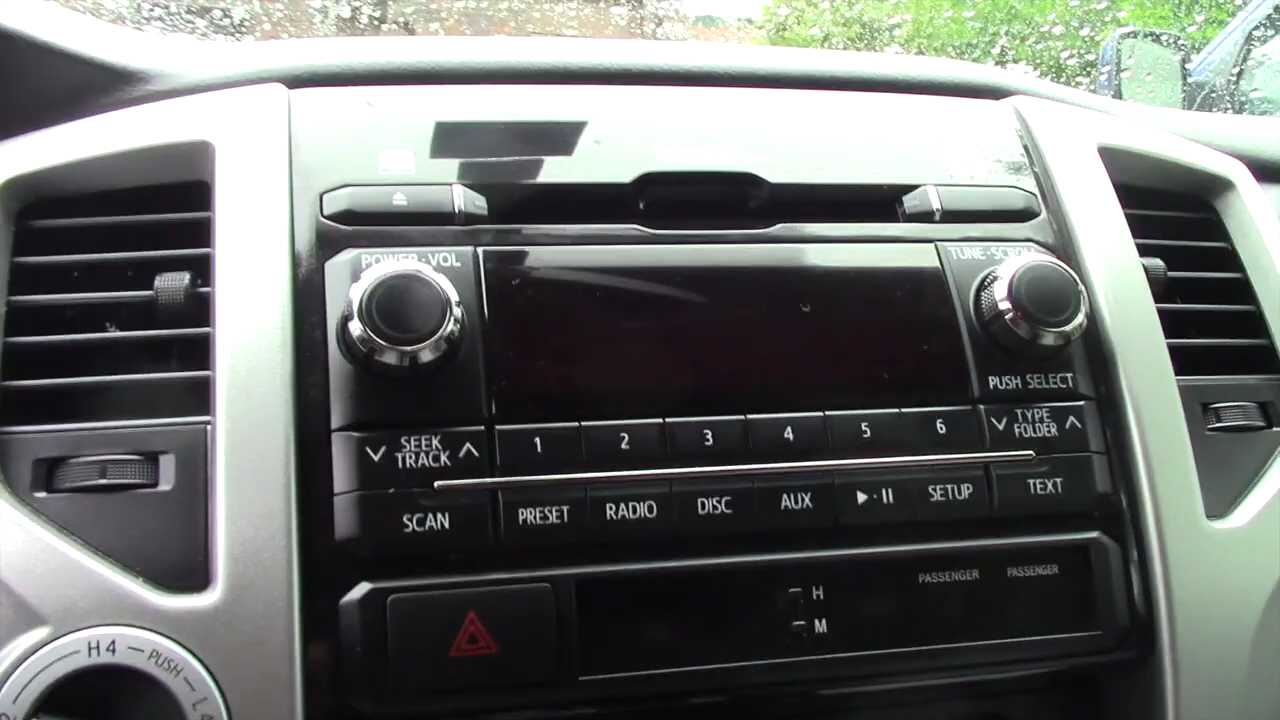 POWER·VOL
TUNE·SCROLL
PUSH SELECT
SEEK
TRACK
1 2 3 4 5 6
TYPE
FOLDER
SCAN PRESET RADIO DISC AUX SETUP TEXT
H
M
PASSENGER PASSENGER
H4 PUSH L4